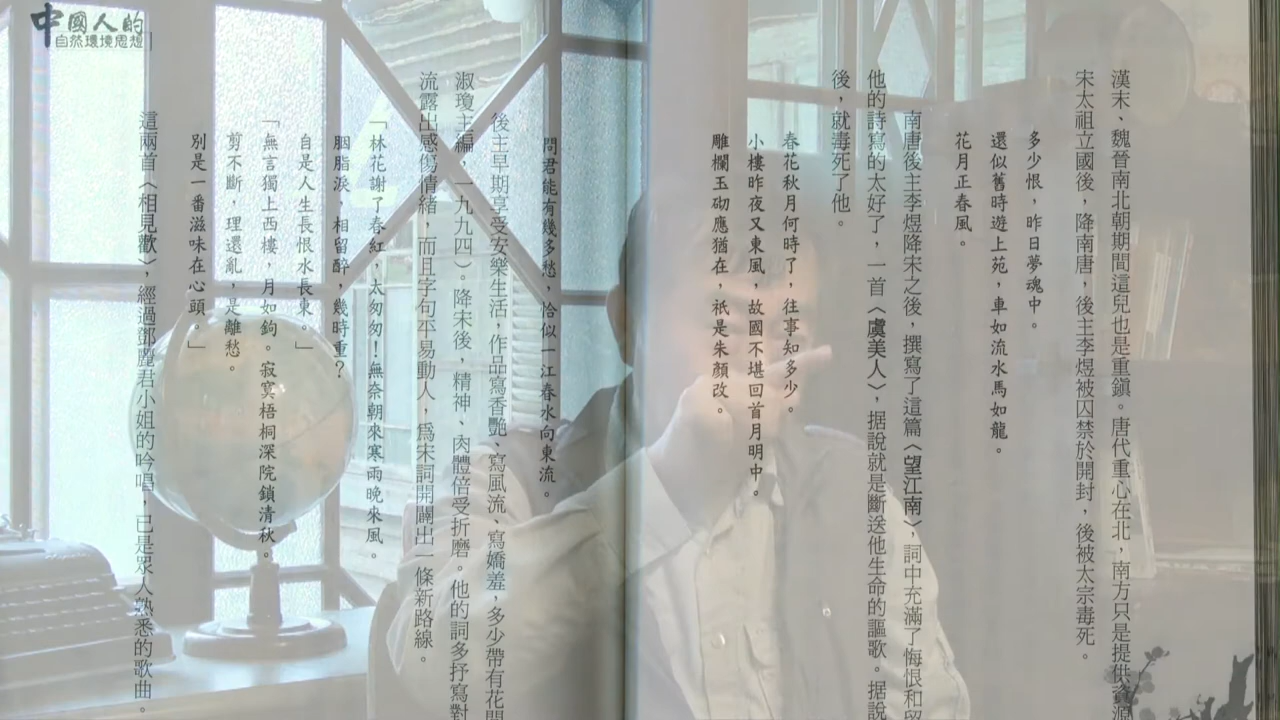 中國人的
自然環境思想
漢末、魏晉南北朝期間這兒也是重鎮。唐代重心在北，南方只是提供資源
宋太祖立國後，降南唐，後主李煜被囚禁於開封，後被太宗毒死。
多少恨，昨日夢魂中。
還似舊時遊上苑，車如流水馬如龍。
花月正春風。
南唐後主李煜降宋之後，撰寫了這篇〈望江南〉，詞中充滿了悔恨和留
他的詩寫的太好了，一首〈虞美人〉，据說就是斷送他生命的謳歌。据說
後，就毒死了他。
春花秋月何時了，往事知多少。
小樓昨夜又東風，故國不堪回首月明中。
雕欄玉砌應猶在，祇是朱顏改。
問君能有幾多愁，恰似一江春水向東流。
後主早期享受安樂生活，作品寫香艷、寫風流、寫嬌羞，多少帶有花間
淑瓊主編，一九九四）。降宋後，精神、肉體倍受折磨。他的詞多抒寫對
流露出感傷情緒，而且字句平易動人，為宋詞開闢出一條新路線。
「林花謝了春紅，太匆匆！無奈朝來寒雨晚來風。
胭脂淚，相留醉，幾時重？
自是人生長恨水長東。」
「無言獨上西樓，月如鉤。寂寞梧桐深院鎖清秋。
剪不斷，理還亂，是離愁。
別是一番滋味在心頭。」
這兩首〈相見歡〉，經過鄧麗君小姐的吟唱，已是眾人熟悉的歌曲。